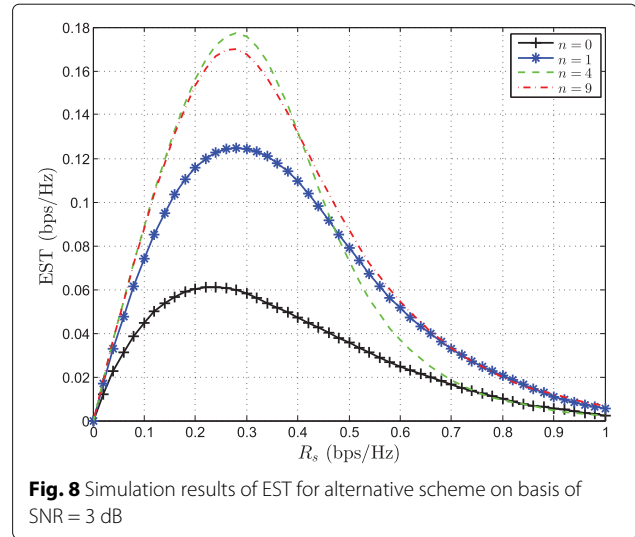 0.18
0.16
0.14
0.12
0.1
0.08
0.06
0.04
0.02
0
EST (bps/Hz)
n = 0
n = 1
n = 4
n = 9
0 0.1 0.2 0.3 0.4 0.5 0.6 0.7 0.8 0.9 1
R_s (bps/Hz)
Fig. 8 Simulation results of EST for alternative scheme on basis of
SNR = 3 dB